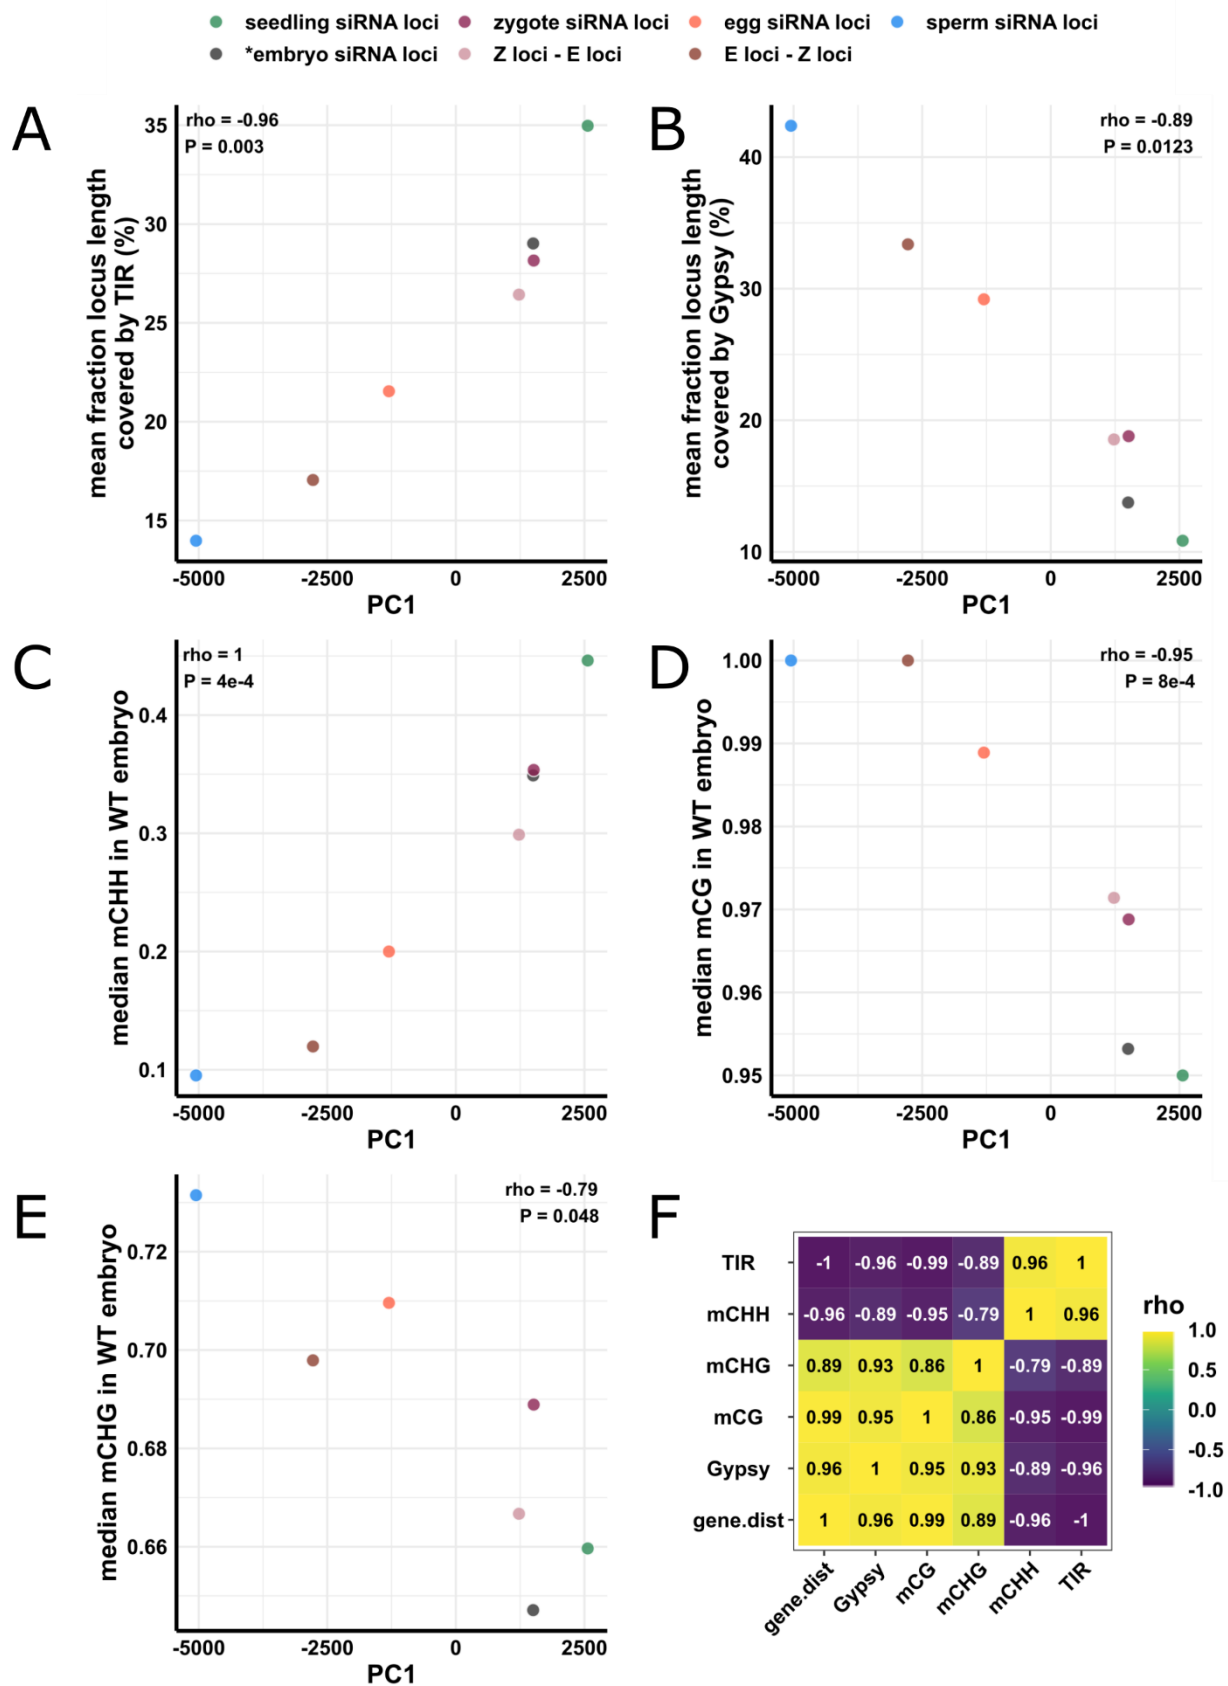 seedling siRNA loci zygote siRNA loci egg siRNA loci sperm siRNA loci
*embryo siRNA loci Z loci - E loci E loci - Z loci
A
rho = -0.96
P = 0.003
mean fraction locus length
covered by TIR (%)
35
30
25
20
15
-5000 -2500 0 2500
PC1
B
rho = -0.89
P = 0.0123
mean fraction locus length
covered by Gypsy (%)
40
30
20
10
-5000 -2500 0 2500
PC1
C
rho = 1
P = 4e-4
median mCHH in WT embryo
0.4
0.3
0.2
0.1
-5000 -2500 0 2500
PC1
D
rho = -0.95
P = 8e-4
median mCG in WT embryo
1.00
0.99
0.98
0.97
0.96
0.95
-5000 -2500 0 2500
PC1
E
rho = -0.79
P = 0.048
median mCHG in WT embryo
0.72
0.70
0.68
0.66
-5000 -2500 0 2500
PC1
F
TIR -1 -0.96 -0.99 -0.89 0.96 1
mCHH -0.96 -0.89 -0.95 -0.79 1 0.96
mCHG 0.89 0.93 0.86 1 -0.79 -0.89
mCG 0.99 0.95 1 0.86 -0.95 -0.99
Gypsy 0.96 1 0.95 0.93 -0.89 -0.96
gene.dist 1 0.96 0.99 0.89 -0.96 -1
gene.dist Gypsy mCG mCHG mCHH TIR
rho
1.0
0.5
0.0
-0.5
-1.0